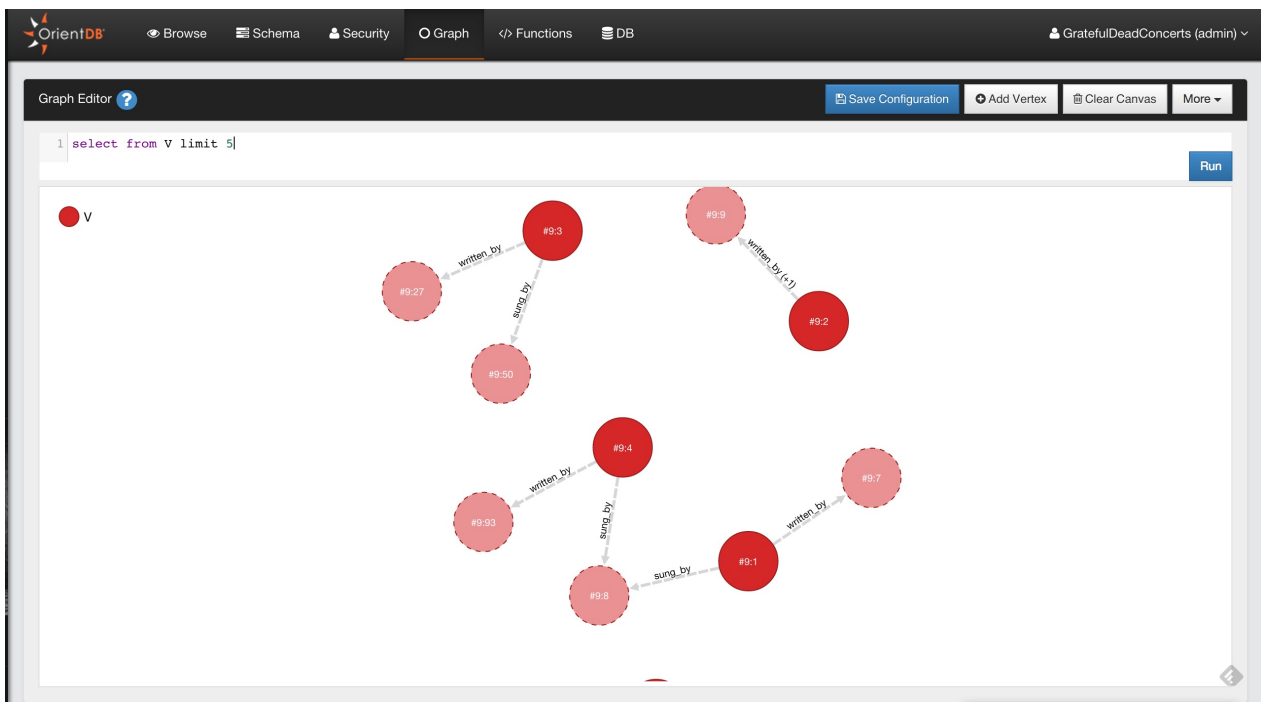 OrientDB
Browse
Schema
Security
Graph
</> Functions
DB
GratefulDeadConcerts (admin)
Graph Editor ?
Save Configuration
Add Vertex
Clear Canvas
More
1 select from V limit 5
Run
V
#9:3
#9:9
written_by
#9:27
sung_by
written_by (+1)
#9:2
#9:50
#9:4
written_by
#9:7
#9:93
sung_by
written_by
#9:1
sung_by
#9:8